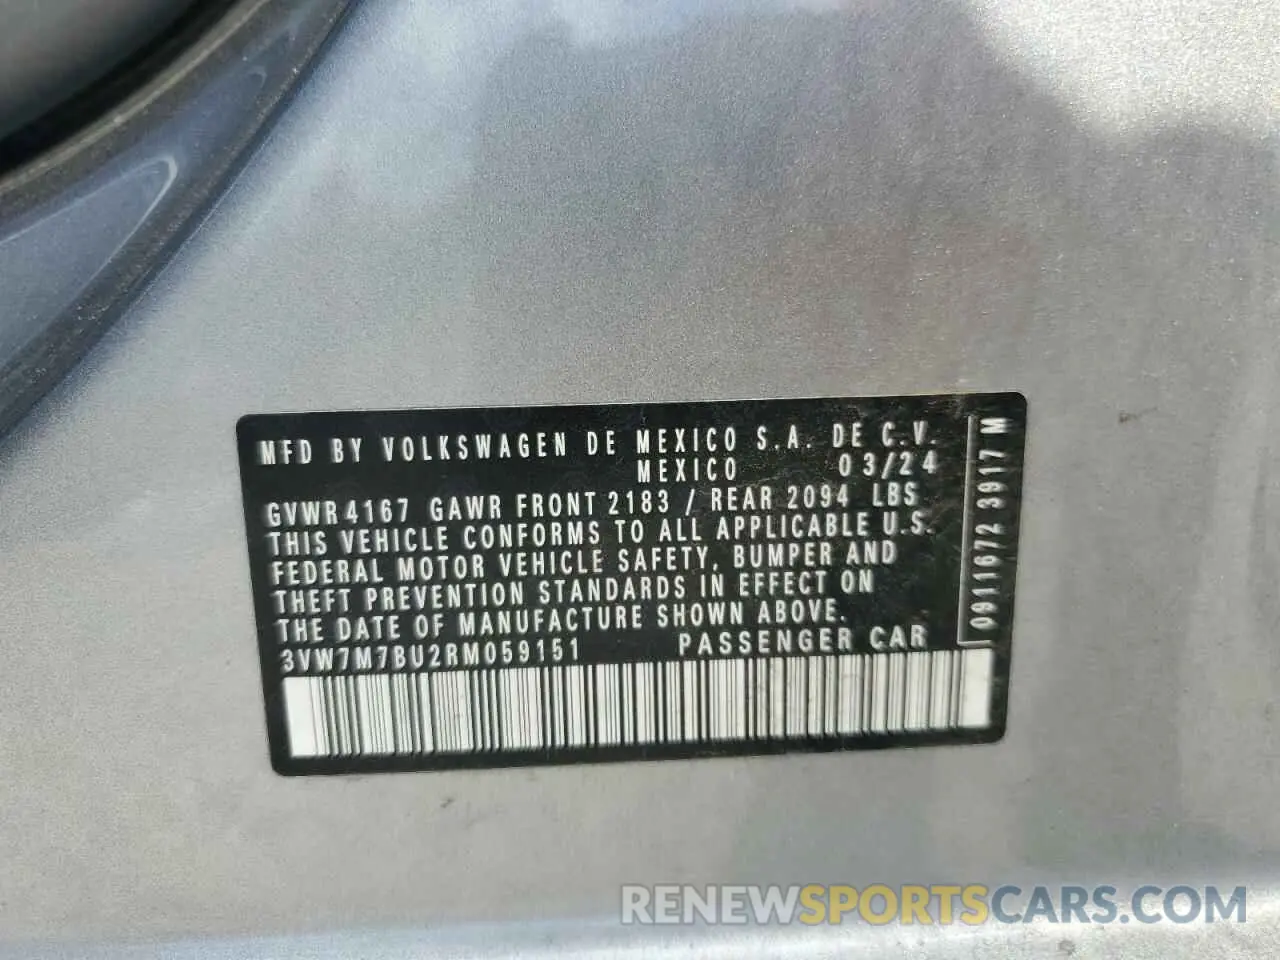 MFD BY VOLKSWAGEN DE MEXICO S.A. DE C.V.
MEXICO 03/24
GVWR 4167 GAWR FRONT 2183 / REAR 2094 LBS
THIS VEHICLE CONFORMS TO ALL APPLICABLE U.S.
FEDERAL MOTOR VEHICLE SAFETY, BUMPER AND
THEFT PREVENTION STANDARDS IN EFFECT ON
THE DATE OF MANUFACTURE SHOWN ABOVE.
3VW7M7BU2RM059151 PASSENGER CAR
0911672 3917 M
RENEWSPORTSCARS.COM